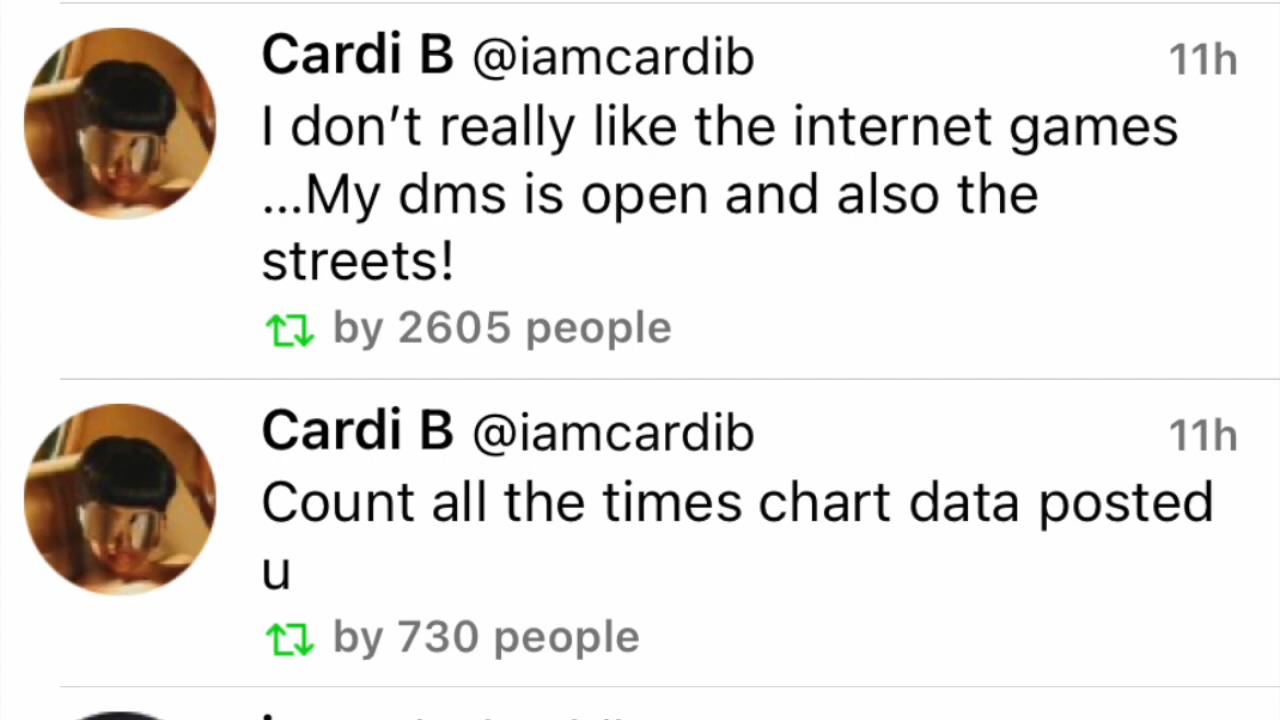 Cardi B @iamcardib 11h
I don’t really like the internet games
...My dms is open and also the
streets!
by 2605 people
Cardi B @iamcardib 11h
Count all the times chart data posted
u
by 730 people